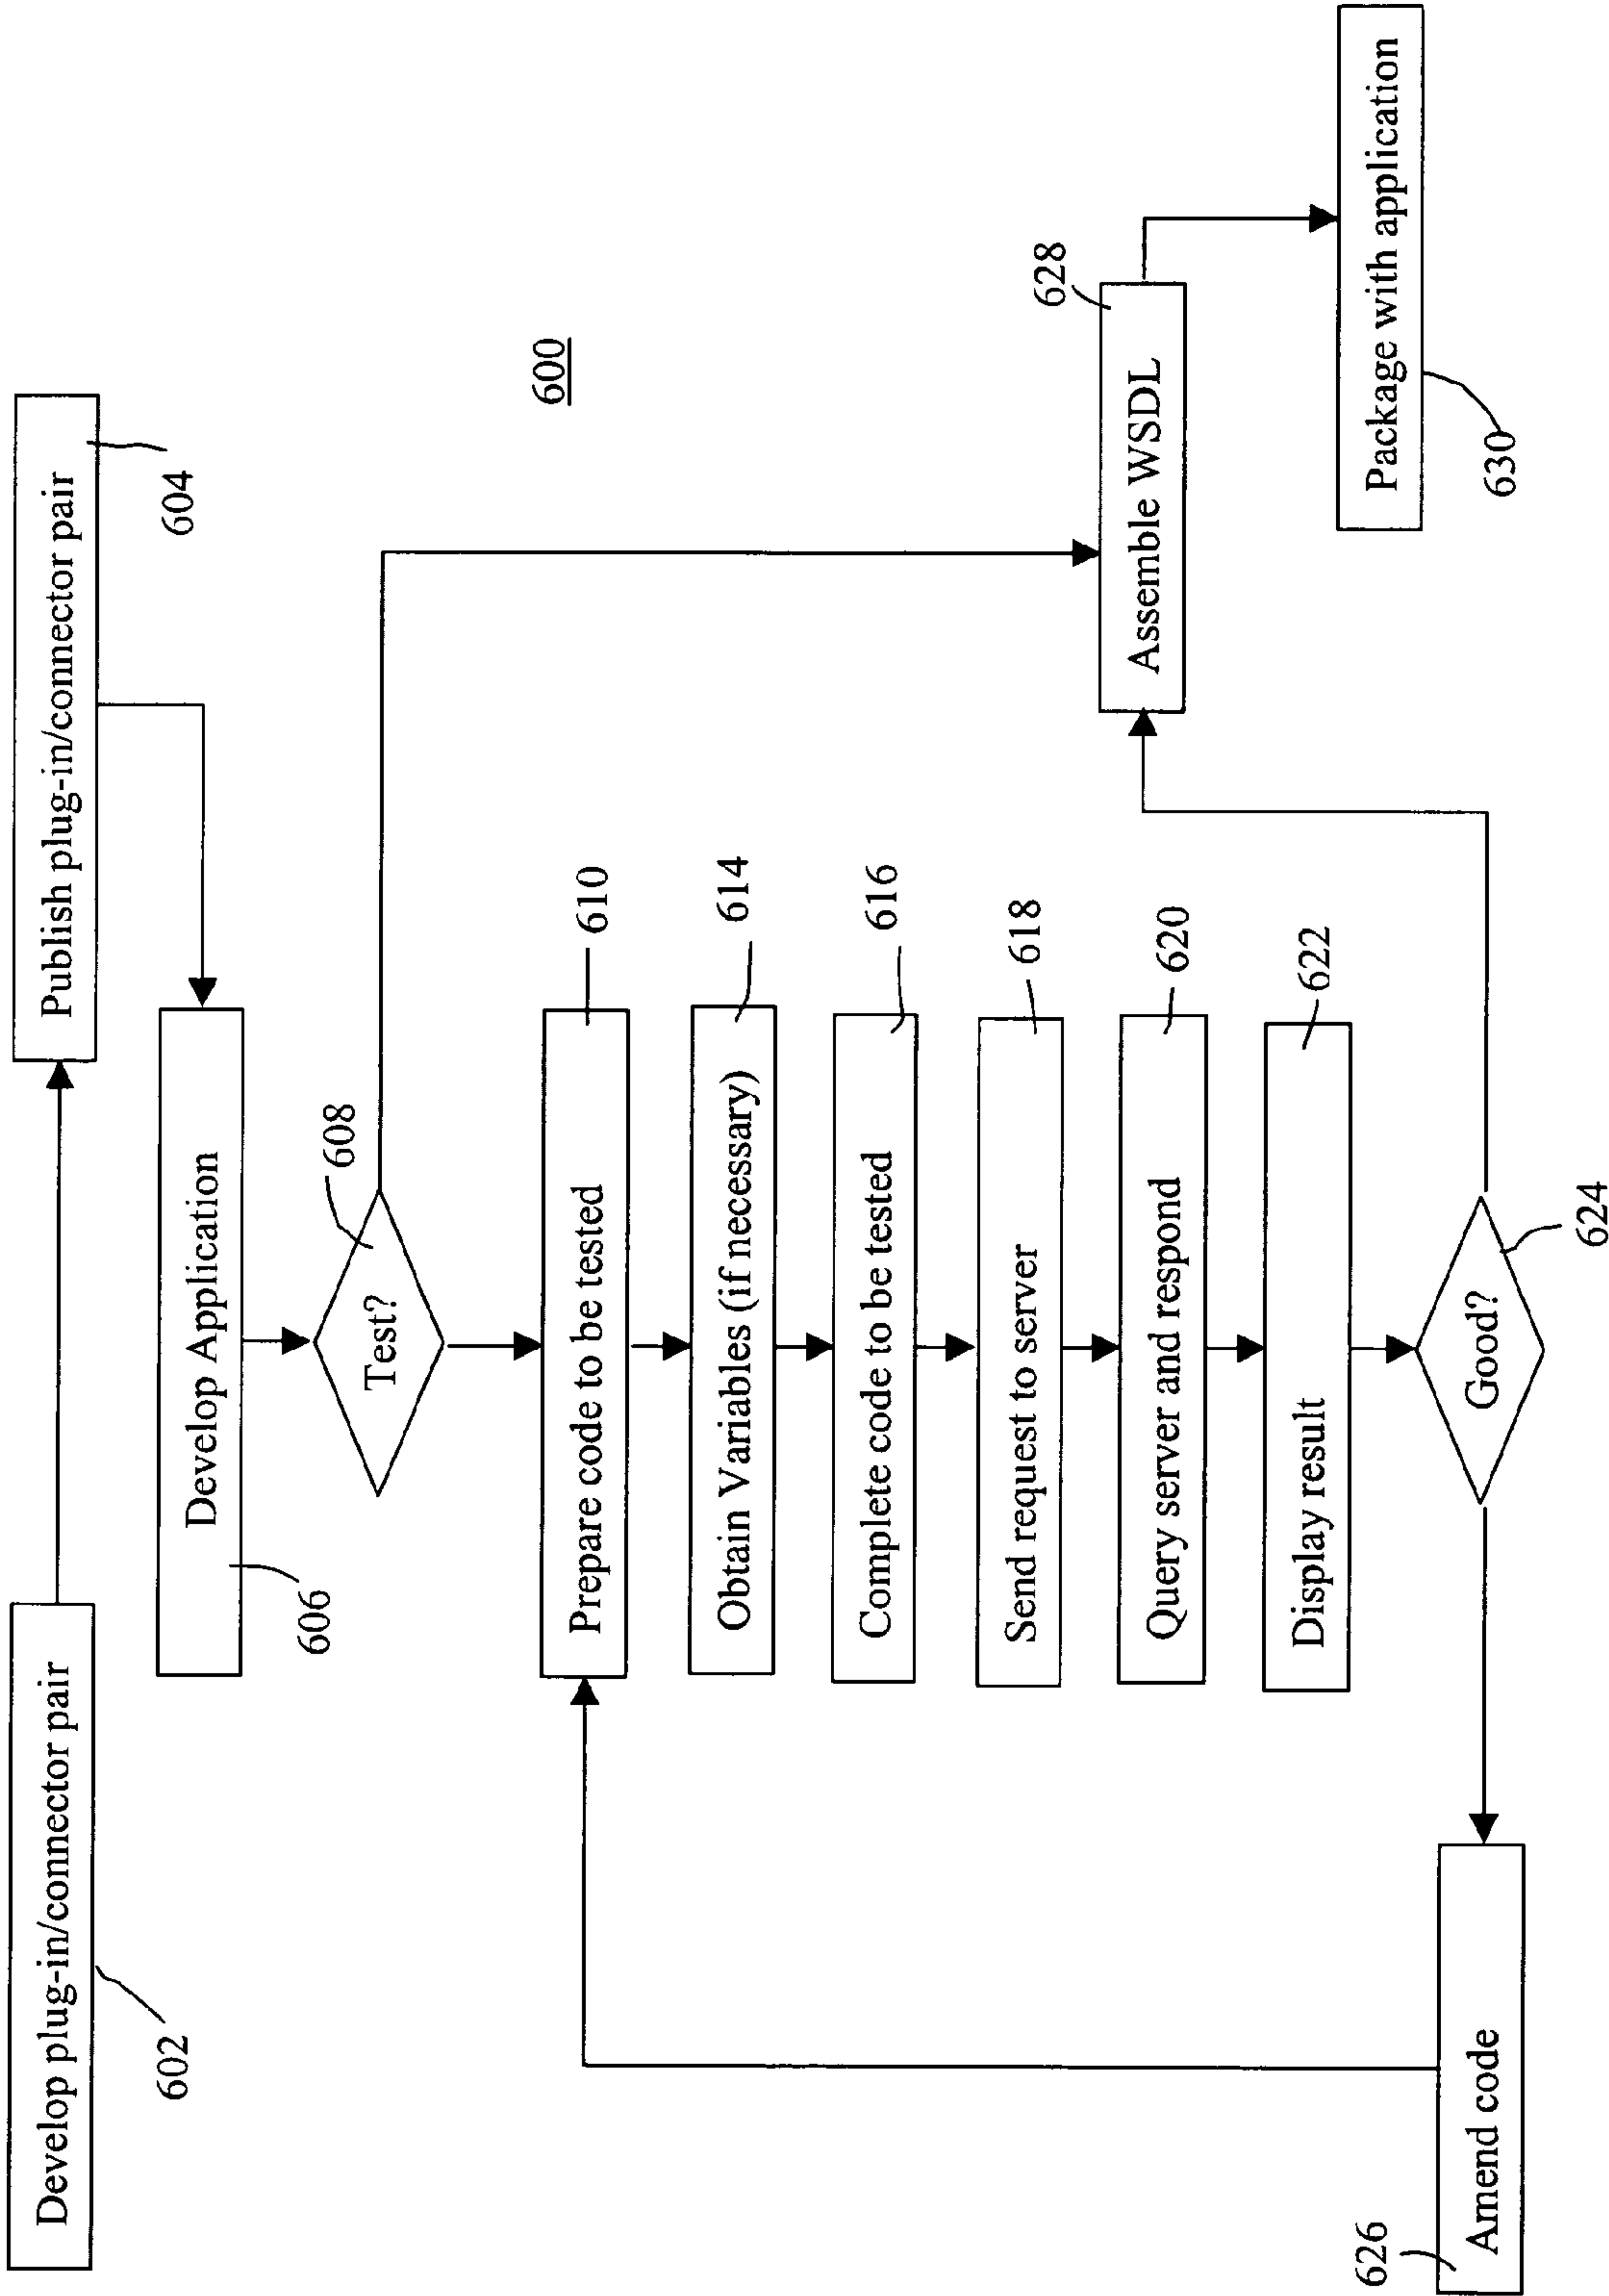 Develop plug-in/connector pair
602
Publish plug-in/connector pair
604
Develop Application
606
Test?
608
600
Prepare code to be tested
610
Obtain Variables (if necessary)
614
Complete code to be tested
616
Send request to server
618
Query server and respond
620
Display result
622
Good?
624
Amend code
626
Assemble WSDL
628
Package with application
630